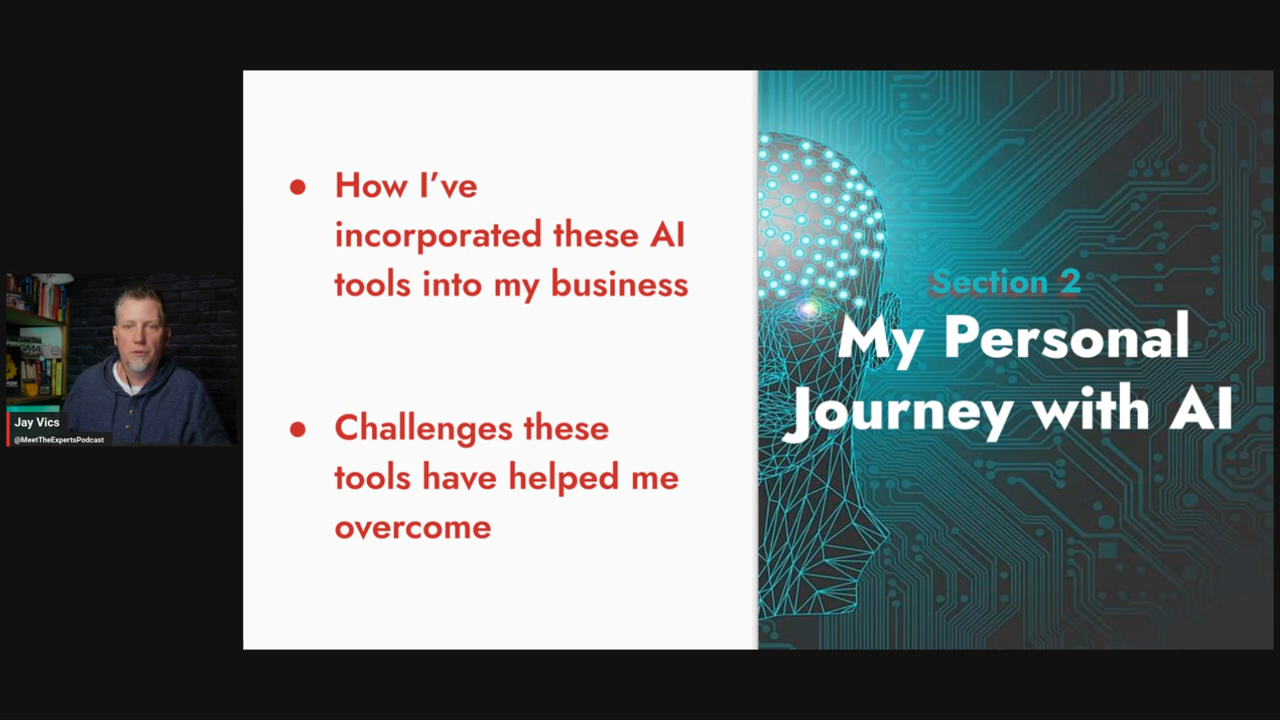 ● How I’ve
incorporated these AI
tools into my business
● Challenges these
tools have helped me
overcome
Section 2
My Personal
Journey with AI
Jay Vics
@MeetTheExpertsPodcast